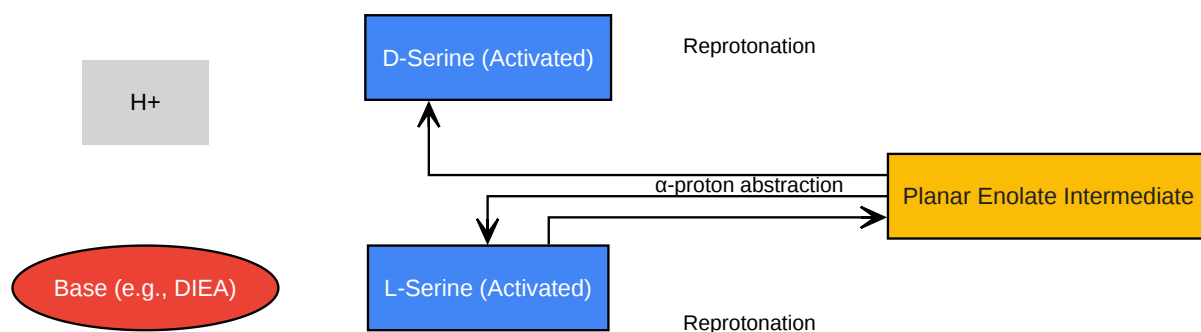 D-Serine (Activated)
Reprotonation
H+
α-proton abstraction
Planar Enolate Intermediate
Base (e.g., DIEA)
L-Serine (Activated)
Reprotonation